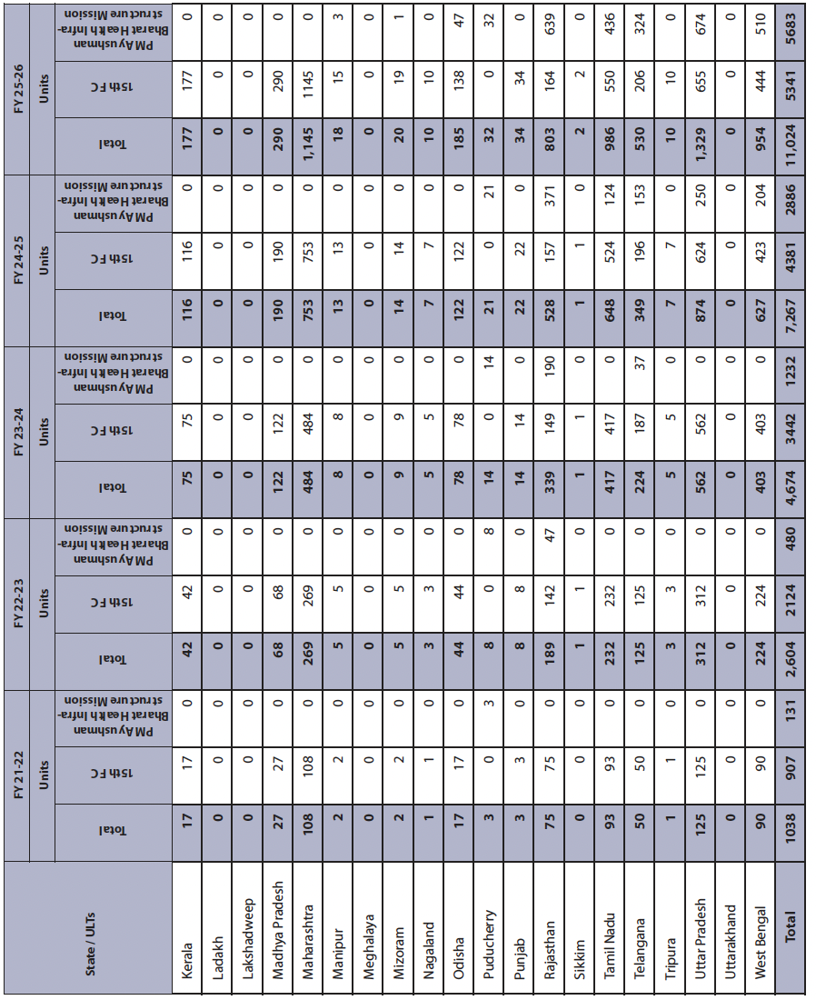 State / ULTs FY 21-22 FY 22-23 FY 23-24 FY 24-25 FY 25-26
Units Units Units Units Units
Total 15th FC PM Ayushman Bharat Health Infra-structure Mission Total 15th FC PM Ayushman Bharat Health Infra-structure Mission Total 15th FC PM Ayushman Bharat Health Infra-structure Mission Total 15th FC PM Ayushman Bharat Health Infra-structure Mission Total 15th FC PM Ayushman Bharat Health Infra-structure Mission
Kerala 17 17 0 42 42 0 75 75 0 116 116 0 177 177 0
Ladakh 0 0 0 0 0 0 0 0 0 0 0 0 0 0 0
Lakshadweep 0 0 0 0 0 0 0 0 0 0 0 0 0 0 0
Madhya Pradesh 27 27 0 68 68 0 122 122 0 190 190 0 290 290 0
Maharashtra 108 108 0 269 269 0 484 484 0 753 753 0 1,145 1145 0
Manipur 2 2 0 5 5 0 8 8 0 13 13 0 18 15 3
Meghalaya 0 0 0 0 0 0 0 0 0 0 0 0 0 0 0
Mizoram 2 2 0 5 5 0 9 9 0 14 14 0 20 19 1
Nagaland 1 1 0 3 3 0 5 5 0 7 7 0 10 10 0
Odisha 17 17 0 44 44 0 78 78 0 122 122 0 185 138 47
Puducherry 3 0 3 8 0 8 14 0 14 21 0 21 32 0 32
Punjab 3 3 0 8 8 0 14 14 0 22 22 0 34 34 0
Rajasthan 75 75 0 189 142 47 339 149 190 528 157 371 803 164 639
Sikkim 0 0 0 1 1 0 1 1 0 1 1 0 2 2 0
Tamil Nadu 93 93 0 232 232 0 417 417 0 648 524 124 986 550 436
Telangana 50 50 0 125 125 0 224 187 37 349 196 153 530 206 324
Tripura 1 1 0 3 3 0 5 5 0 7 7 0 10 10 0
Uttar Pradesh 125 125 0 312 312 0 562 562 0 874 624 250 1,329 655 674
Uttarakhand 0 0 0 0 0 0 0 0 0 0 0 0 0 0 0
West Bengal 90 90 0 224 224 0 403 403 0 627 423 204 954 444 510
Total 1038 907 131 2,604 2124 480 4,674 3442 1232 7,267 4381 2886 11,024 5341 5683